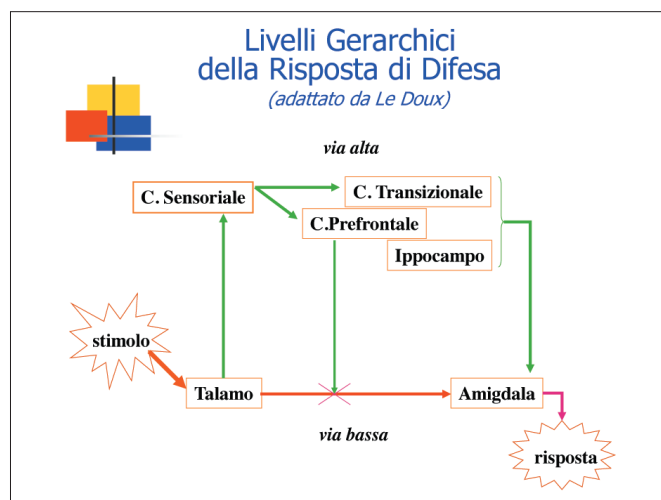 Livelli Gerarchici
della Risposta di Difesa
(adattato da Le Doux)
via alta
C. Sensoriale
C. Transizionale
C.Prefrontale
Ippocampo
stimolo
Talamo
Amigdala
via bassa
risposta